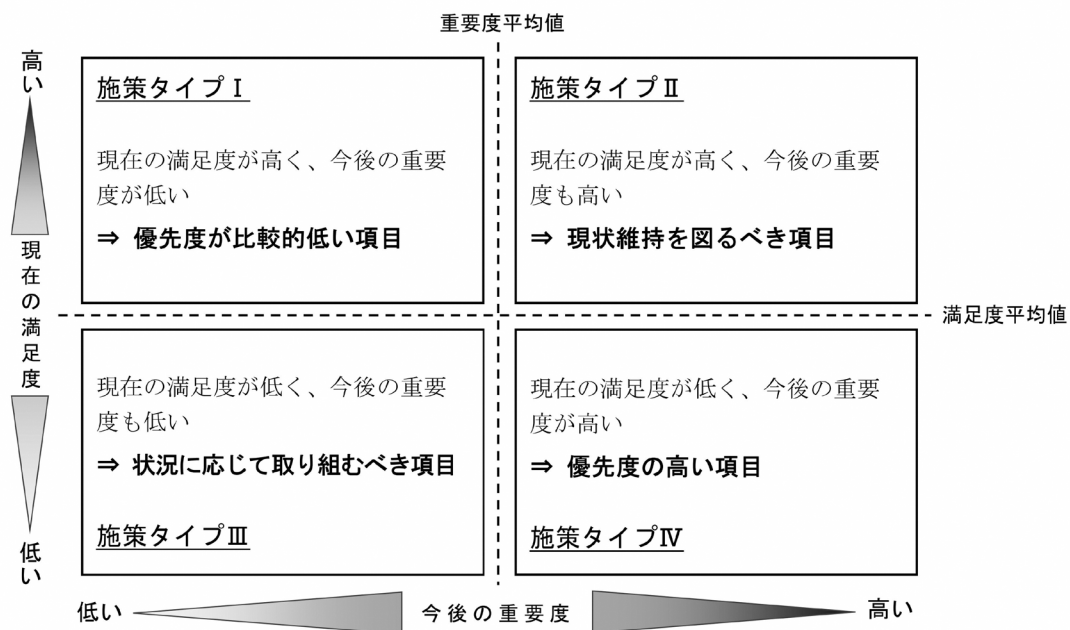 重要度平均値
高い
施策タイプⅠ
現在の満足度が高く、今後の重要
度が低い
⇒ 優先度が比較的低い項目
施策タイプⅡ
現在の満足度が高く、今後の重要
度も高い
⇒ 現状維持を図るべき項目
現在の満足度
満足度平均値
現在の満足度が低く、今後の重要
度も低い
⇒ 状況に応じて取り組むべき項目
施策タイプⅢ
現在の満足度が低く、今後の重要
度が高い
⇒ 優先度の高い項目
施策タイプⅣ
低い
低い
今後の重要度
高い